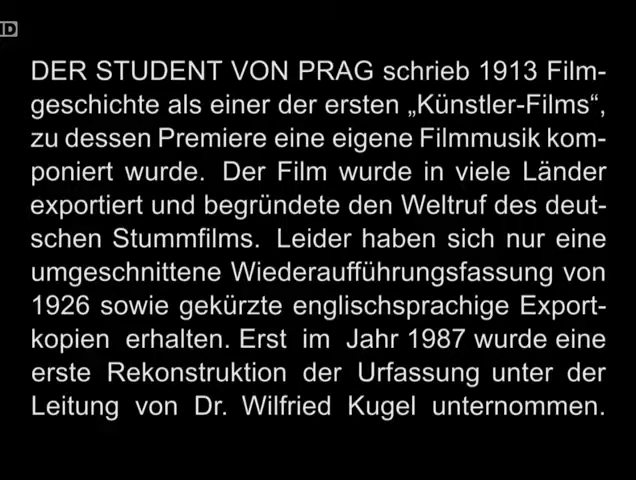 DER STUDENT VON PRAG schrieb 1913 Film-
geschichte als einer der ersten „Künstler-Films“,
zu dessen Premiere eine eigene Filmmusik kom-
poniert wurde. Der Film wurde in viele Länder
exportiert und begründete den Weltruf des deut-
schen Stummfilms. Leider haben sich nur eine
umgeschnittene Wiederaufführungsfassung von
1926 sowie gekürzte englischsprachige Export-
kopien erhalten. Erst im Jahr 1987 wurde eine
erste Rekonstruktion der Urfassung unter der
Leitung von Dr. Wilfried Kugel unternommen.